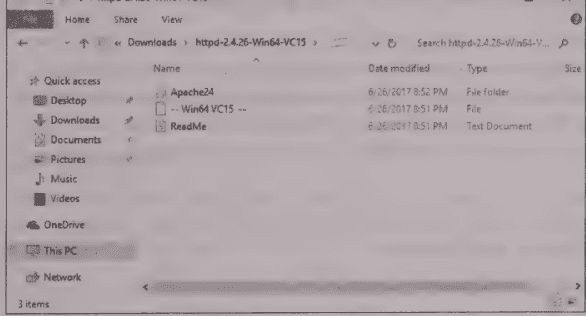 Home Share View
« Downloads › httpd-2.4.26-Win64-VC15 ›
Search httpd-2.4.26-Win64-V...
Name Date modified Type Size
Quick access
Desktop
Downloads
Documents
Pictures
Music
Videos
OneDrive
This PC
Network
Apache24 6/26/2017 8:52 PM File folder
-- Win64 VC15 -- 6/26/2017 8:51 PM File
ReadMe 6/26/2017 8:51 PM Test Document
3 items